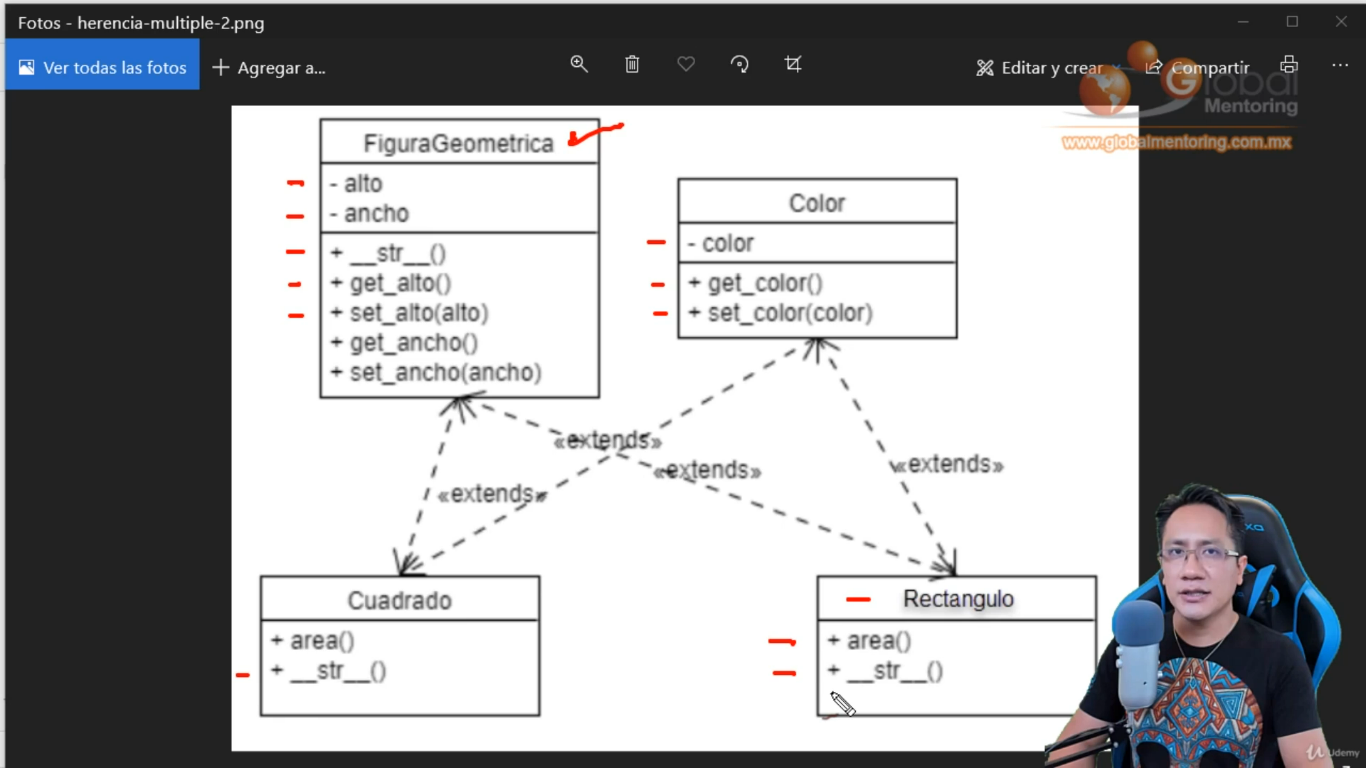 Fotos - herencia-multiple-2.png
Ver todas las fotos
Agregar a...
Editar y crear
Compartir
Global
Mentoring
www.globalmentoring.com.mx
FiguraGeometrica
- alto
- ancho
+ __str__()
+ get_alto()
+ set_alto(alto)
+ get_ancho()
+ set_ancho(ancho)
Color
- color
+ get_color()
+ set_color(color)
«extends»
«extends»
«extends»
«extends»
Cuadrado
+ area()
+ __str__()
Rectangulo
+ area()
+ __str__()
Udemy